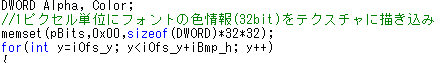 DWORD Alpha, Color;
//1ピクセル単位にフォントの色情報(32bit)をテクスチャに描き込み
memset(pBits,0x00,sizeof(DWORD)*32*32);
for(int y=iOfs_y; y<iOfs_y+iBmp_h; y++)
{